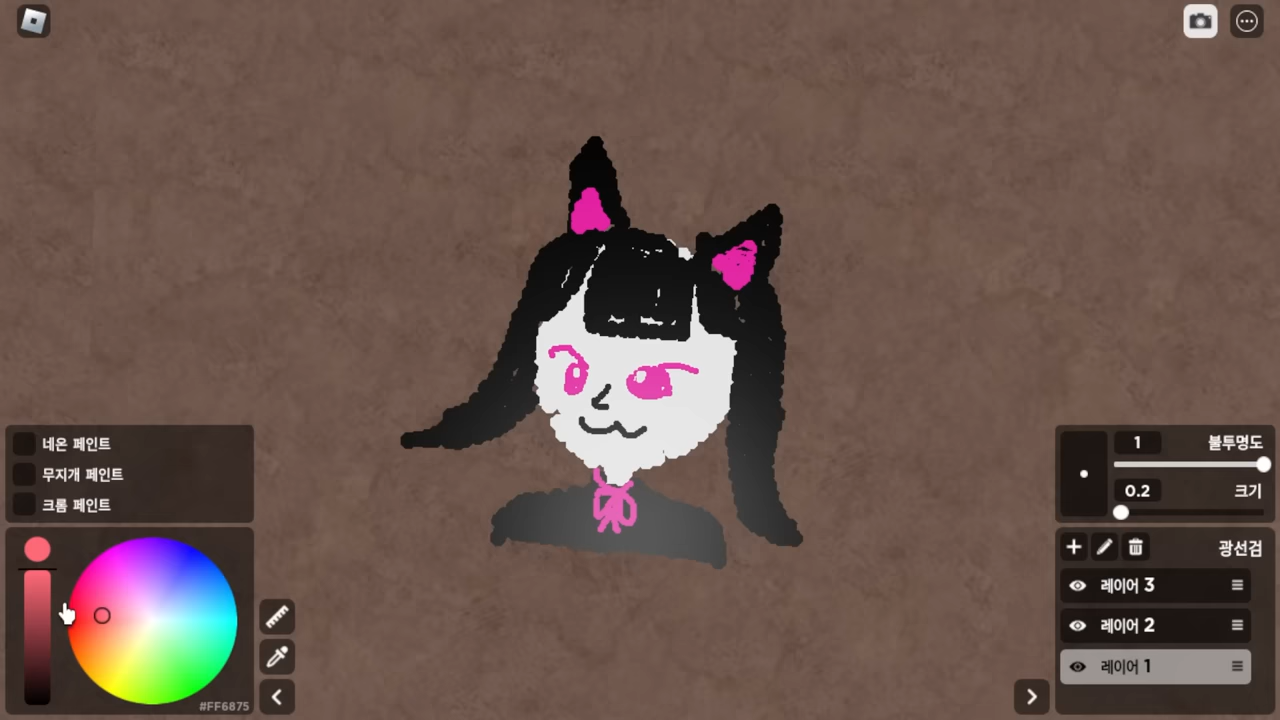 네온 페인트
무지개 페인트
크롬 페인트
#FF6875
1 불투명도
0.2 크기
광선검
레이어 3
레이어 2
레이어 1